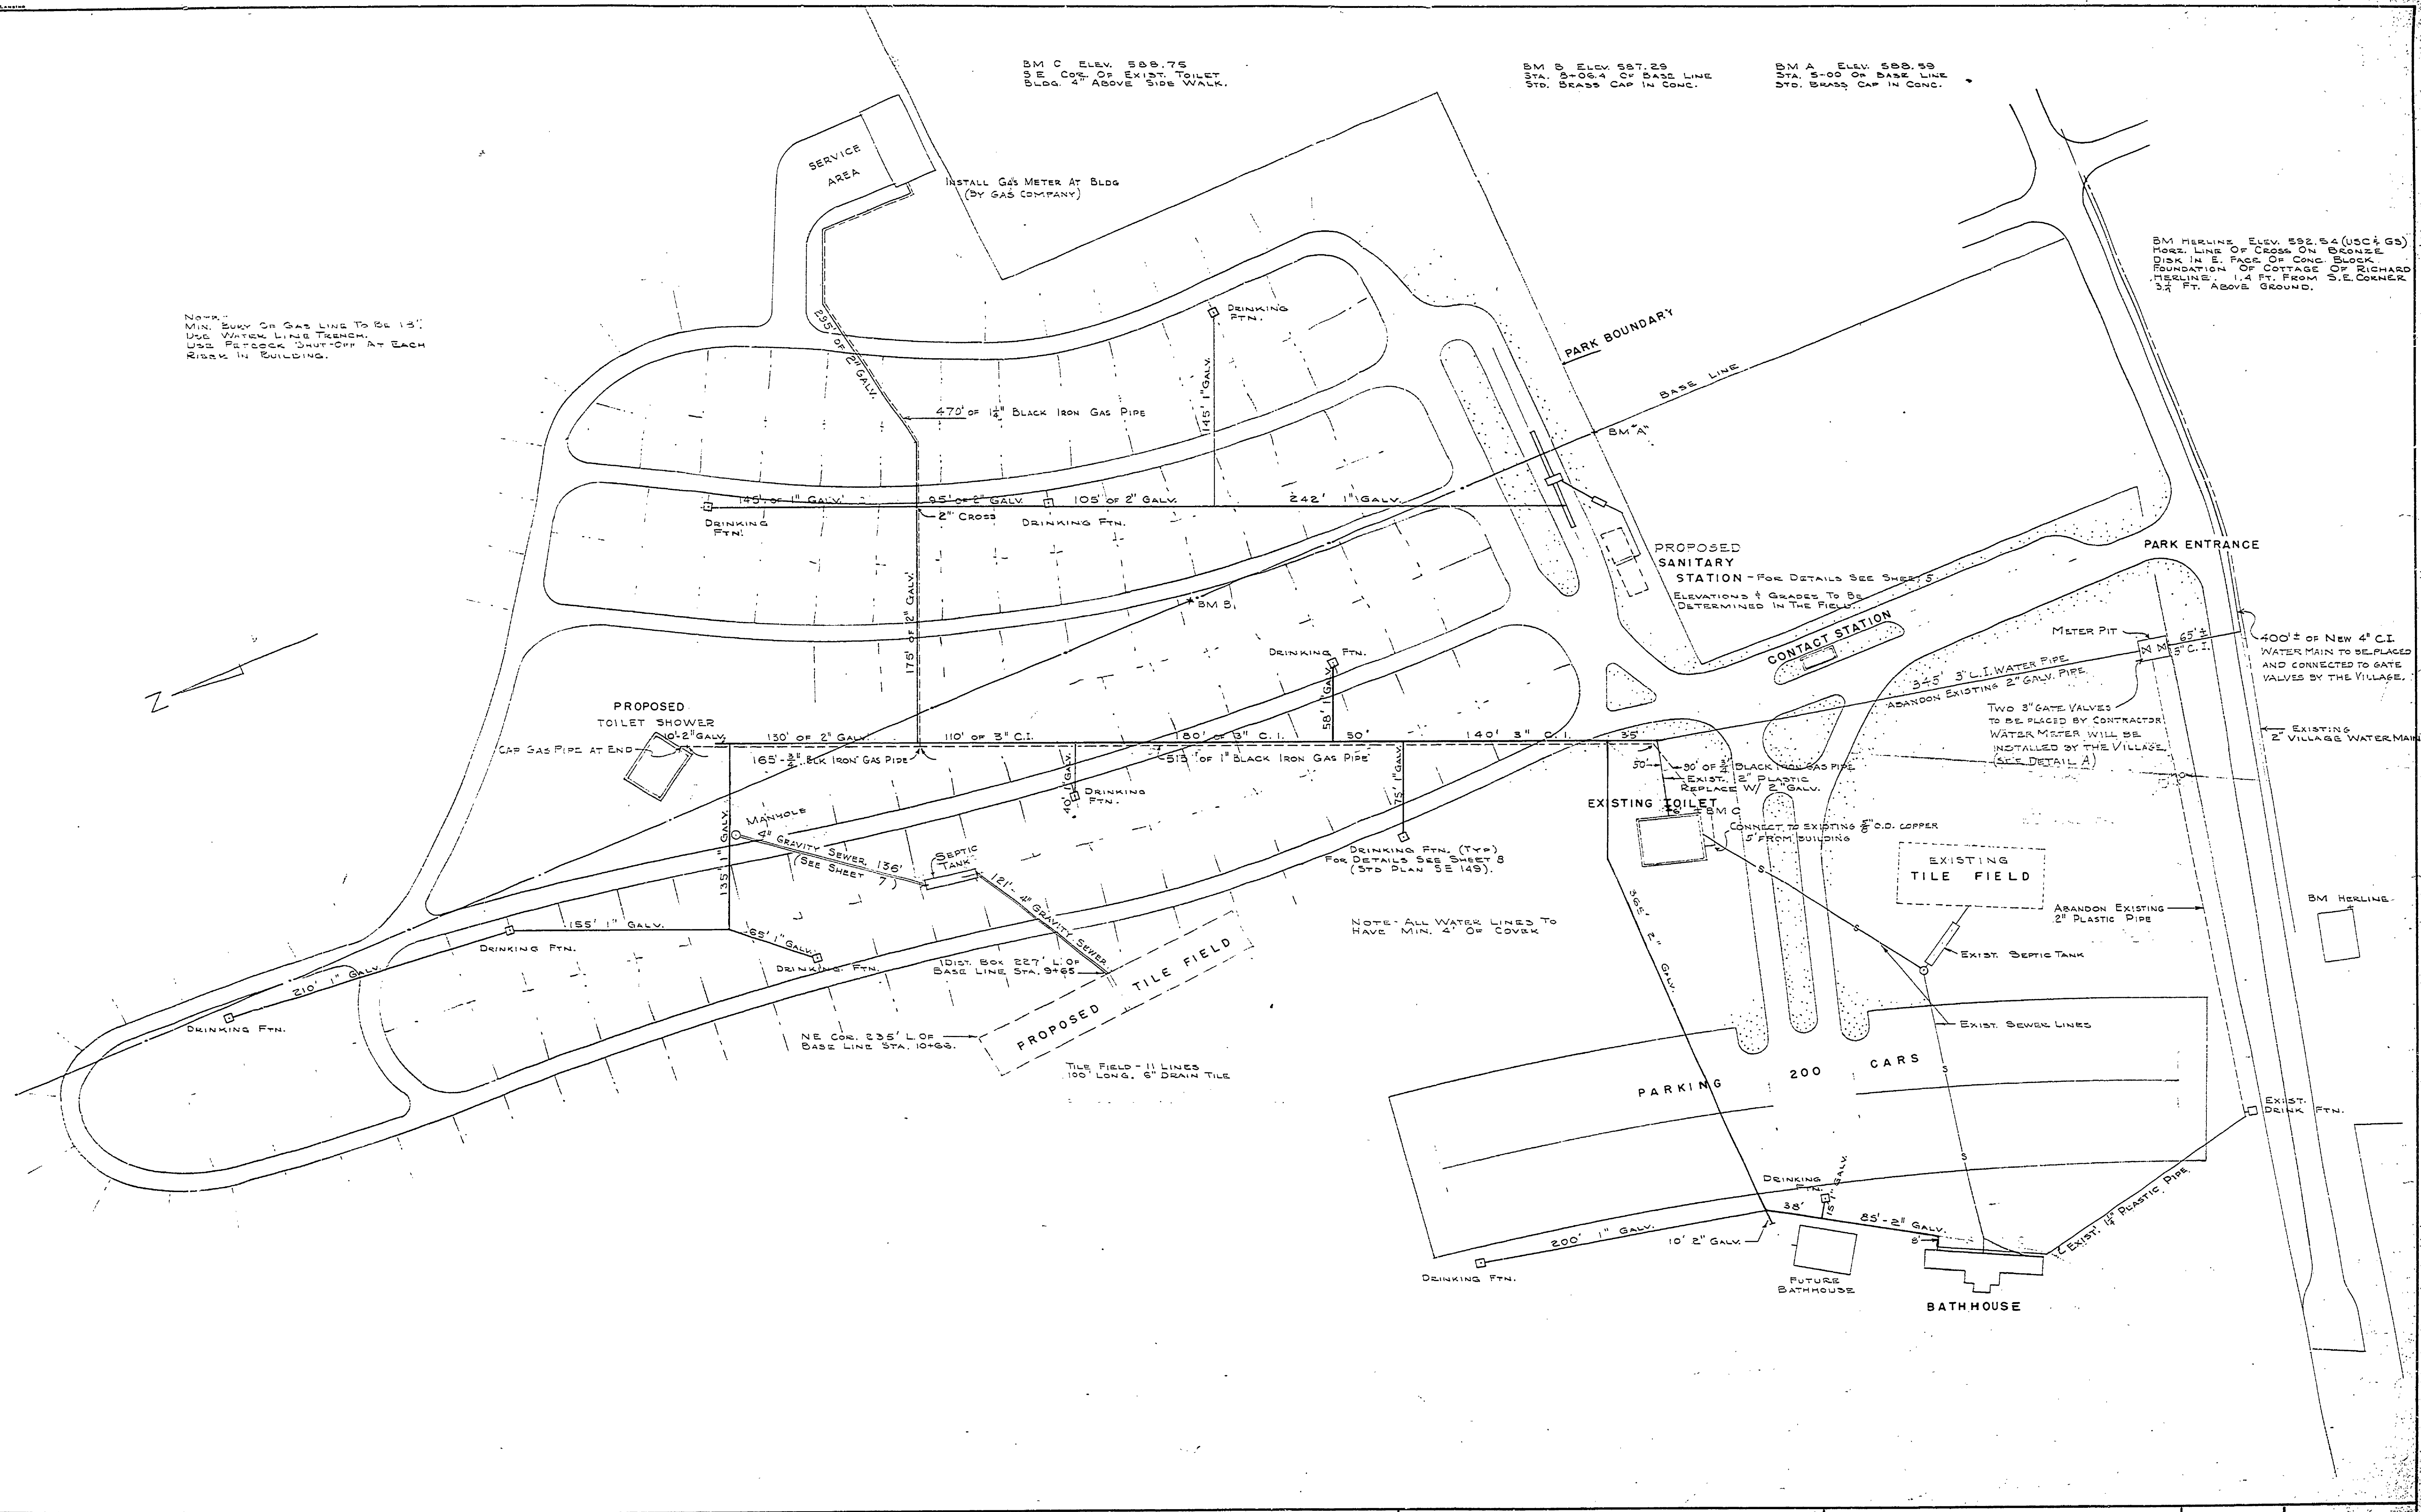 BM C ELEV. 588.75
S E COR. OF EXIST. TOILET
BLDG. 4" ABOVE SIDE WALK.
BM B ELEV. 587.29
STA. 8+06.4 OF BASE LINE
STD. BRASS CAP IN CONC.
BM A ELEV. 588.59
STA. 5-00 OF BASE LINE
STD. BRASS CAP IN CONC.
SERVICE
AREA
INSTALL GAS METER AT BLDG
(BY GAS COMPANY)
BM HERLINE ELEV. 592.54 (USC & GS)
HORZ. LINE OF CROSS ON BRONZE
DISK IN E. FACE OF CONC. BLOCK
FOUNDATION OF COTTAGE OF RICHARD
HERLINE. 1.4 FT. FROM S.E. CORNER
FT. ABOVE GROUND.
NOTE-
MIN. BURY OF GAS LINE TO BE 18".
USE WATER LINE TRENCH.
USE PETCOCK SHUT-OFF AT EACH
RISER IN BUILDING.
295' OF 2" GALV.
DRINKING
FTN.
145' 1" GALV.
PARK BOUNDARY
BASE LINE
470' OF 1¼" BLACK IRON GAS PIPE
BM "A"
145' OF 1" GALV.
95' OF 2" GALV.
105' OF 2" GALV.
242' 1" GALV.
DRINKING
FTN.
2" CROSS
DRINKING FTN.
PROPOSED
SANITARY
STATION - FOR DETAILS SEE SHEET 5.
ELEVATIONS & GRADES TO BE
DETERMINED IN THE FIELD.
PARK ENTRANCE
175' OF 2" GALV.
BM B.
CONTACT STATION
METER PIT
65'±
3" C.I.
400'± OF NEW 4" C.I.
WATER MAIN TO BE PLACED
AND CONNECTED TO GATE
VALVES BY THE VILLAGE.
DRINKING FTN.
58' 1" GALV.
345' 3" C.I. WATER PIPE
ABANDON EXISTING 2" GALV. PIPE
N
PROPOSED
TOILET SHOWER
10'-2" GALV.
CAP GAS PIPE AT END
130' OF 2" GALV.
110' OF 3" C.I.
180' OF 3" C.I.
50'
140' 3" C.I.
35'
TWO 3" GATE VALVES
TO BE PLACED BY CONTRACTOR
WATER METER WILL BE
INSTALLED BY THE VILLAGE.
(SEE DETAIL A)
EXISTING
2" VILLAGE WATER MAIN
165'-¾" BLK IRON GAS PIPE
515' OF 1" BLACK IRON GAS PIPE
50'
90' OF ¾" BLACK IRON GAS PIPE
EXIST. 2" PLASTIC
REPLACE W/ 2" GALV.
40' 1" GALV.
DRINKING
FTN.
75' 1" GALV.
EXISTING TOILET
BM C
CONNECT TO EXISTING O.D. COPPER
5' FROM BUILDING
MANHOLE
135' 1" GALV.
4" GRAVITY SEWER 136'
(SEE SHEET 7)
SEPTIC
TANK
121'- 4" GRAVITY SEWER
DRINKING FTN. (TYP)
FOR DETAILS SEE SHEET 8
(STD PLAN SE 149).
S
EXISTING
TILE FIELD
365' 2" GALV.
ABANDON EXISTING
2" PLASTIC PIPE
BM HERLINE
NOTE- ALL WATER LINES TO
HAVE MIN. 4' OF COVER
155' 1" GALV.
65' 1" GALV.
DRINKING FTN.
DRINKING FTN.
DIST. BOX 227' L. OF
BASE LINE STA. 9+65
PROPOSED TILE FIELD
S
EXIST. SEPTIC TANK
210' 1" GALV.
DRINKING FTN.
NE COR. 235' L. OF
BASE LINE STA. 10+66.
TILE FIELD - 11 LINES
100' LONG, 6" DRAIN TILE
EXIST. SEWER LINES
PARKING 200 CARS
S
EXIST.
DRINK FTN.
S
DRINKING
FTN.
15' 1" GALV.
38'
85'-2" GALV.
200' 1" GALV.
10' 2" GALV.
8'
EXIST. 1¼" PLASTIC PIPE
DRINKING FTN.
FUTURE
BATHHOUSE
BATHHOUSE